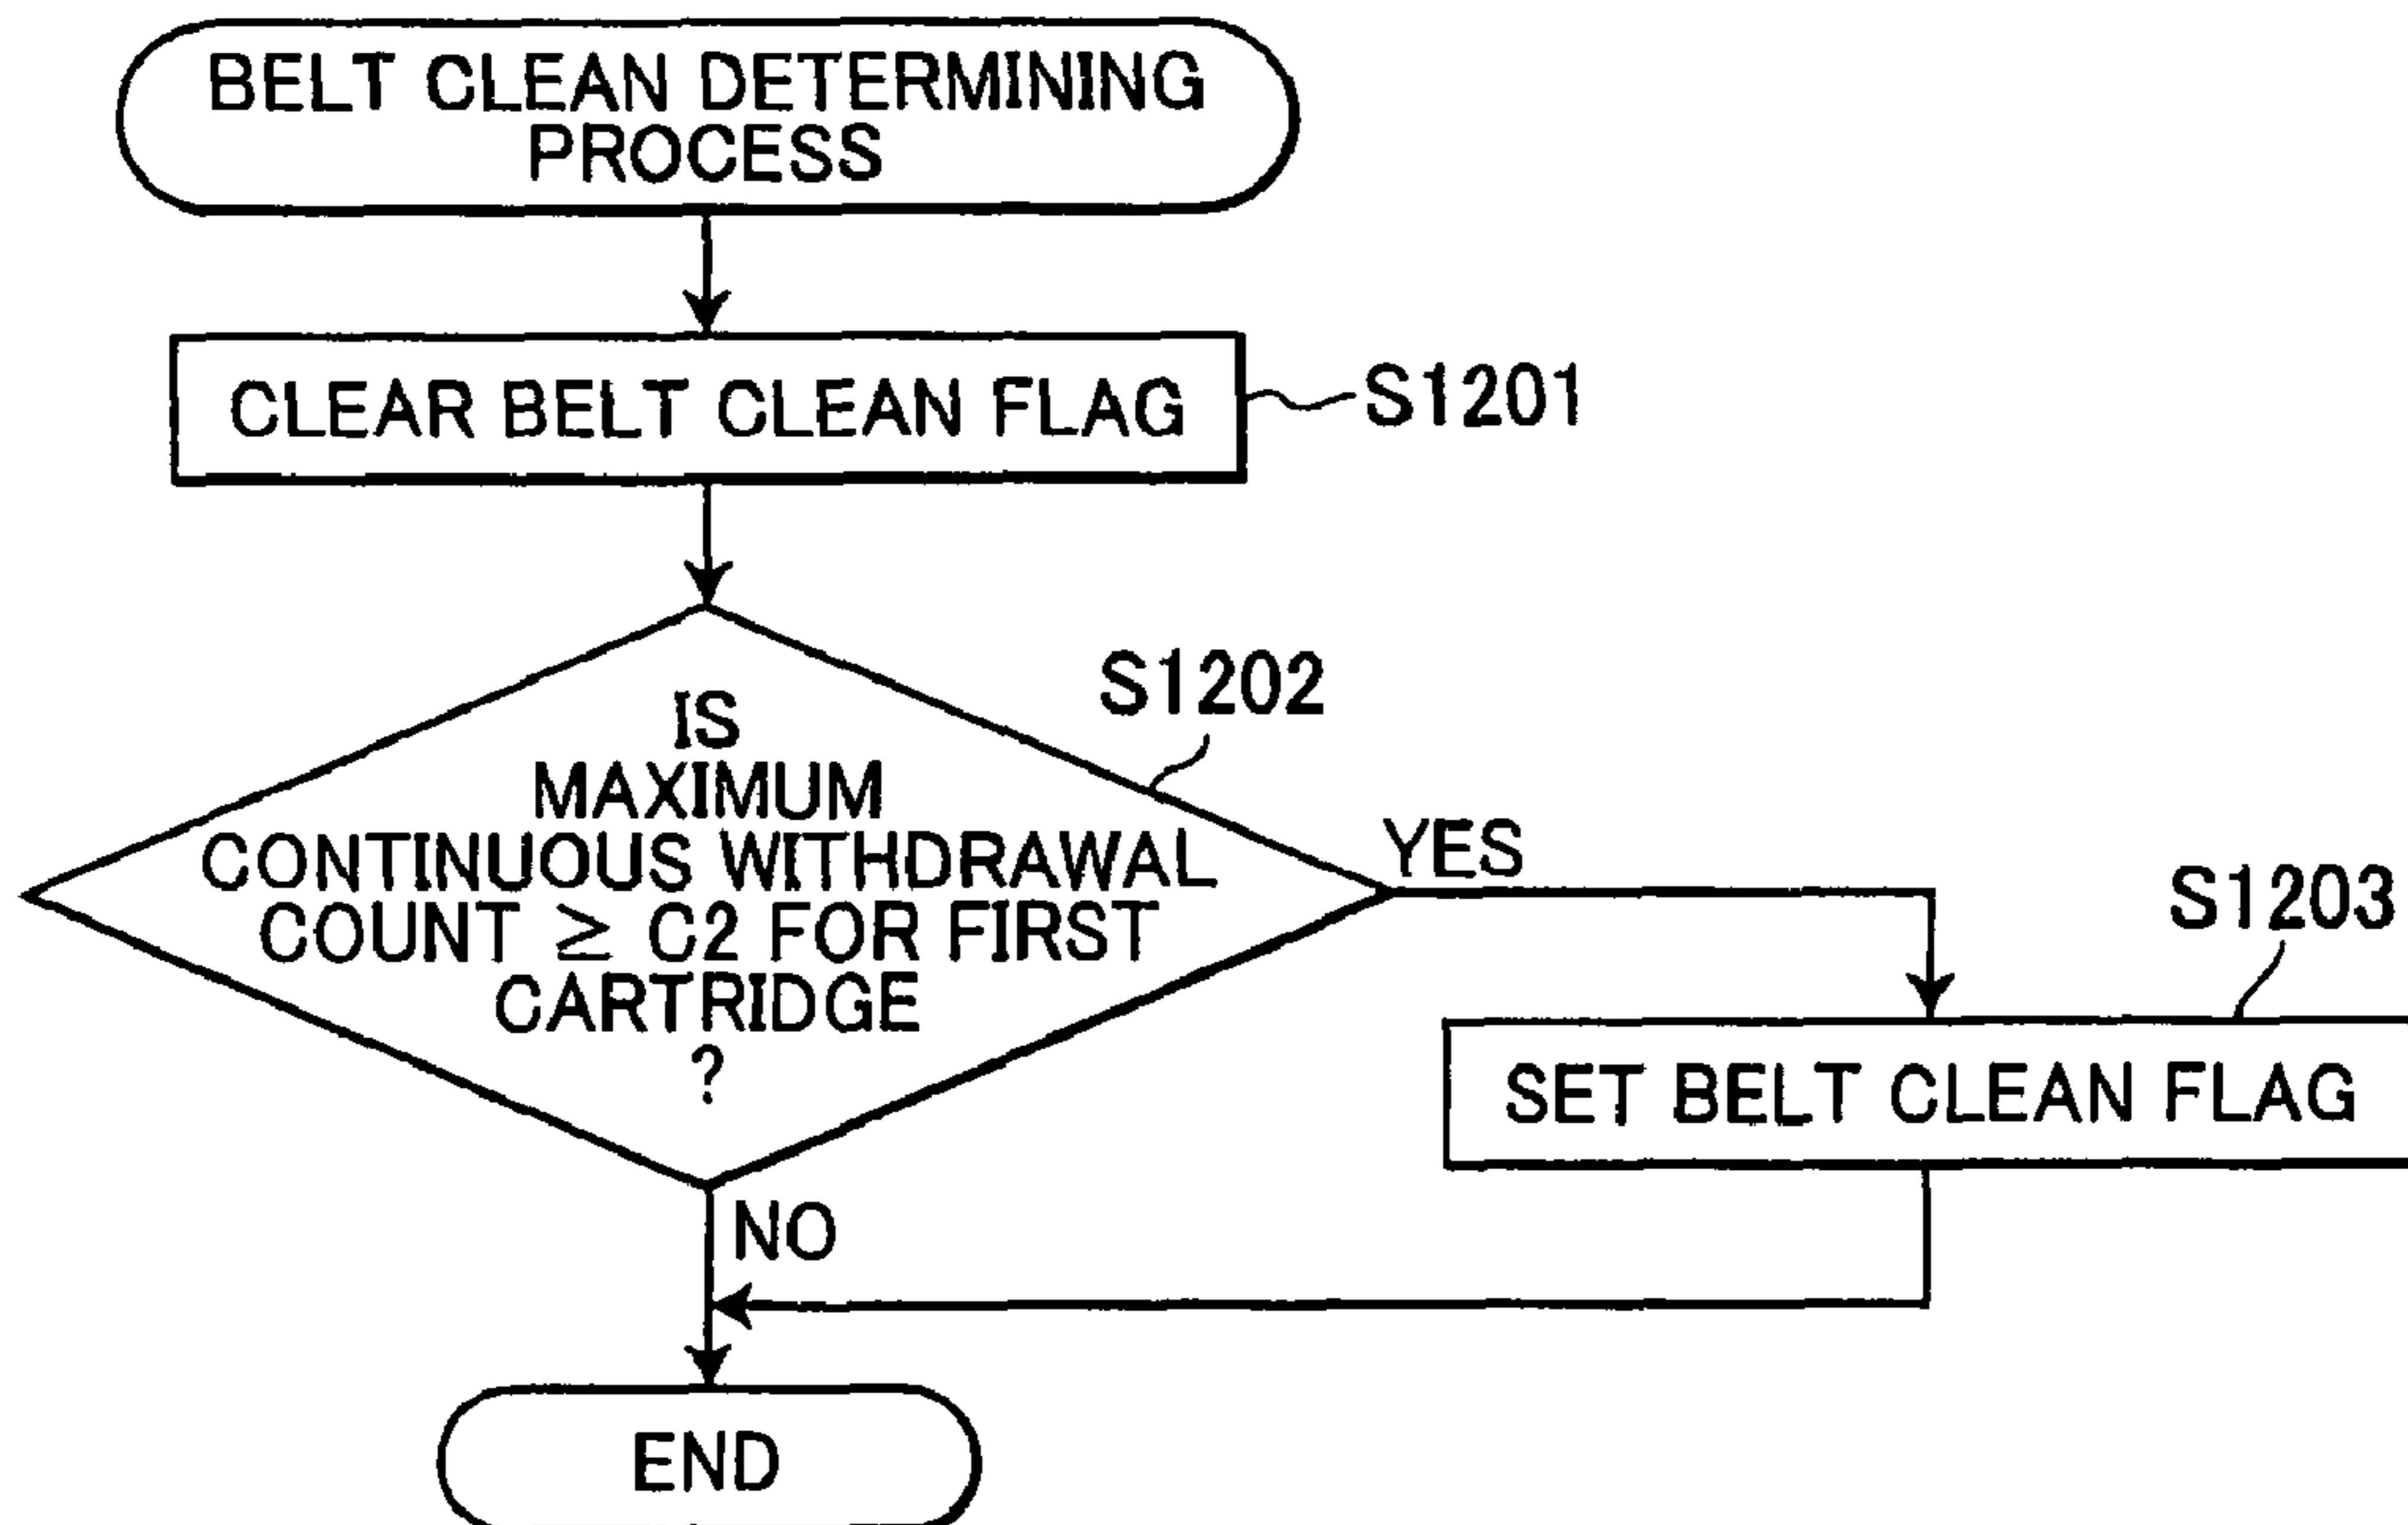 BELT CLEAN DETERMINING
PROCESS
CLEAR BELT CLEAN FLAG
S1201
S1202
IS
MAXIMUM
CONTINUOUS WITHDRAWAL
COUNT ≥ C2 FOR FIRST
CARTRIDGE
?
YES
S1203
SET BELT CLEAN FLAG
NO
END